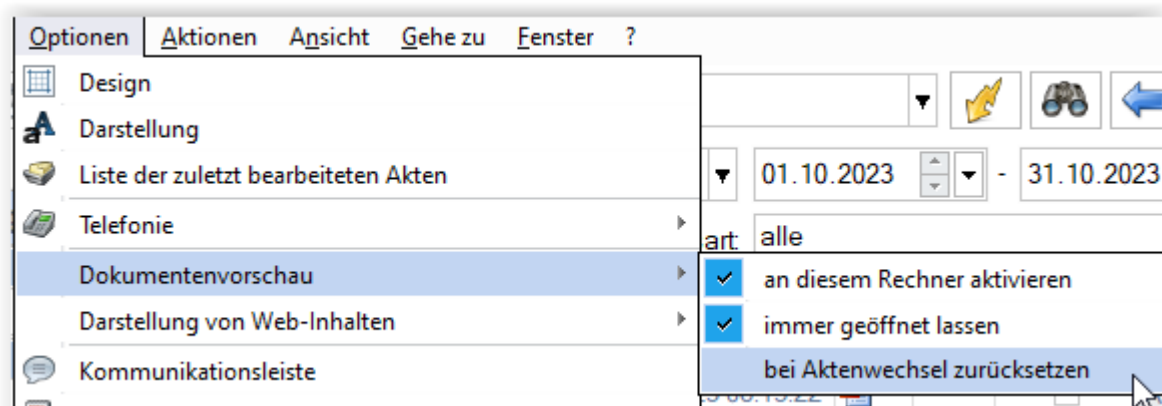 Optionen Aktionen Ansicht Gehe zu Fenster ?
Design
Darstellung
Liste der zuletzt bearbeiteten Akten
01.10.2023 - 31.10.2023
Telefonie
art: alle
Dokumentenvorschau
an diesem Rechner aktivieren
Darstellung von Web-Inhalten
immer geöffnet lassen
Kommunikationsleiste
bei Aktenwechsel zurücksetzen